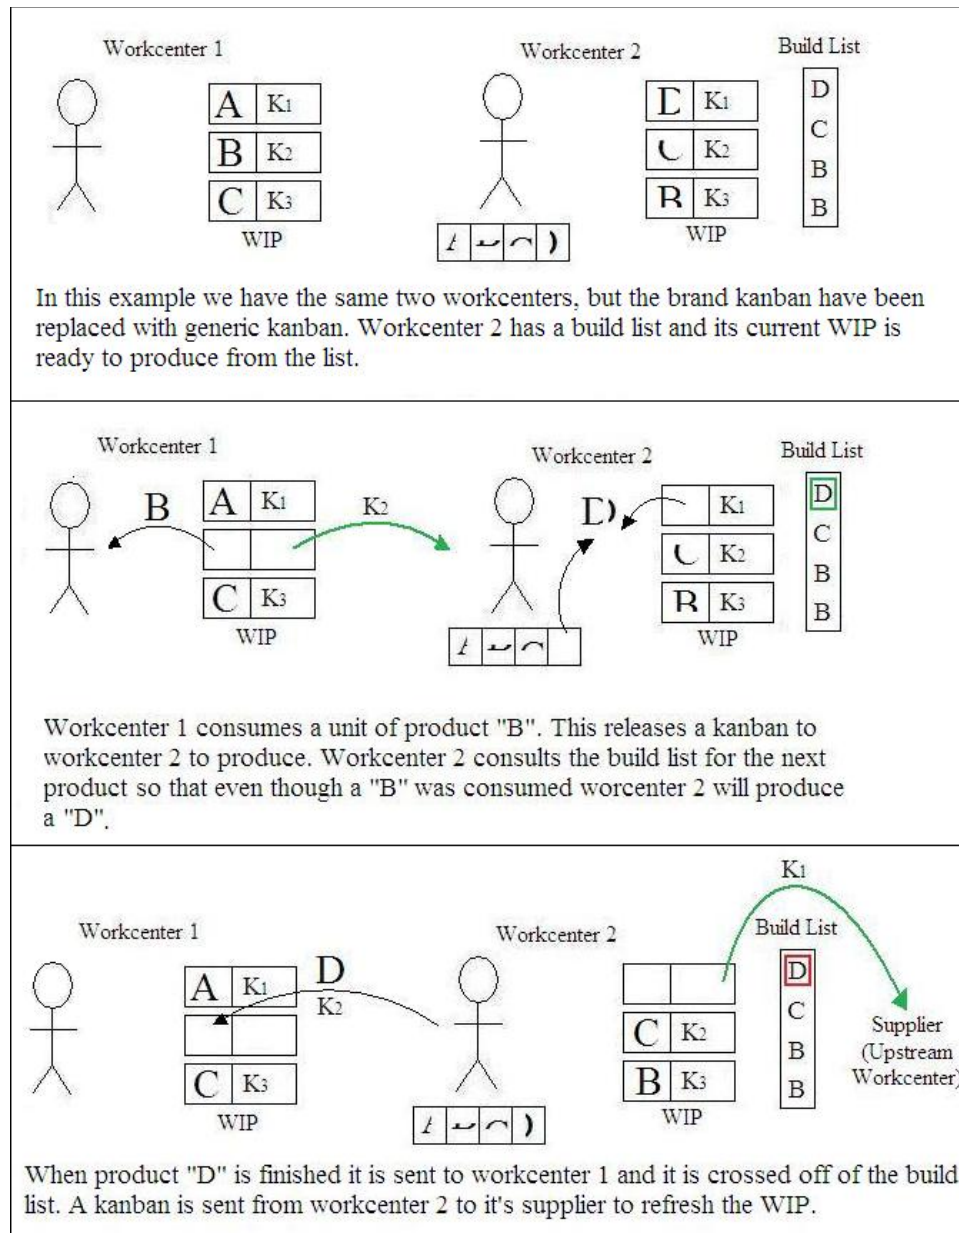 Workcenter 1
Workcenter 2
Build List
A K1
B K2
C K3
WIP
K1
K2
K3
WIP
D
C
B
B
In this example we have the same two workcenters, but the brand kanban have been
replaced with generic kanban. Workcenter 2 has a build list and its current WIP is
ready to produce from the list.
Workcenter 1
Workcenter 2
Build List
B
A K1
C K3
WIP
K2
D
K1
K2
K3
WIP
D
C
B
B
Workcenter 1 consumes a unit of product "B". This releases a kanban to
workcenter 2 to produce. Workcenter 2 consults the build list for the next
product so that even though a "B" was consumed worcenter 2 will produce
a "D".
K1
Workcenter 1
Workcenter 2
Build List
A K1
C K3
WIP
D
K2
C K2
B K3
WIP
D
C
B
B
Supplier
(Upstream
Workcenter)
When product "D" is finished it is sent to workcenter 1 and it is crossed off of the build
list. A kanban is sent from workcenter 2 to it's supplier to refresh the WIP.